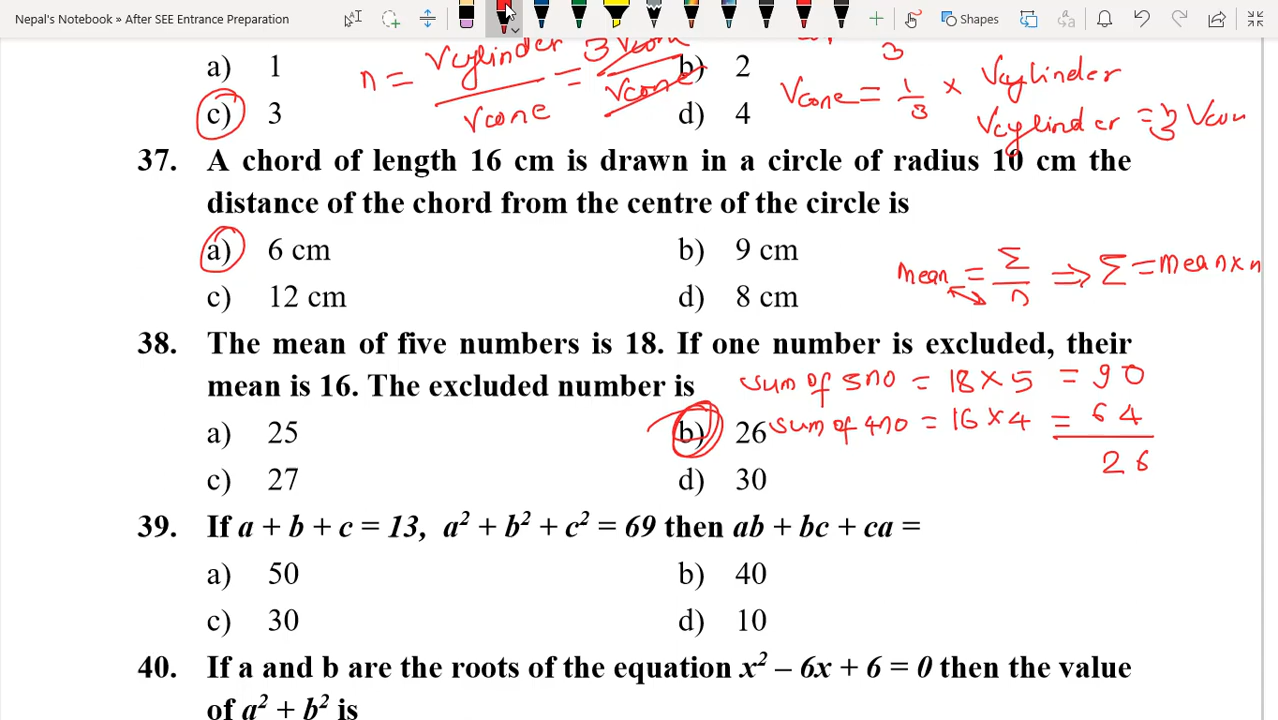 Nepal's Notebook » After SEE Entrance Preparation
Shapes
a) 1
b) 2
c) 3
d) 4
n = Vcylinder / Vcone = 3 Vcone / Vcone
3
Vcone = 1/3 × Vcylinder
Vcylinder = 3 Vcon
37. A chord of length 16 cm is drawn in a circle of radius 10 cm the
distance of the chord from the centre of the circle is
a) 6 cm
b) 9 cm
c) 12 cm
d) 8 cm
mean = Σ / n ⇒ Σ = mean × n
38. The mean of five numbers is 18. If one number is excluded, their
mean is 16. The excluded number is
sum of 5 no = 18 × 5 = 90
a) 25
b) 26
sum of 4 no = 16 × 4 = 64
26
c) 27
d) 30
39. If a + b + c = 13, a² + b² + c² = 69 then ab + bc + ca =
a) 50
b) 40
c) 30
d) 10
40. If a and b are the roots of the equation x² – 6x + 6 = 0 then the value
of a² + b² is